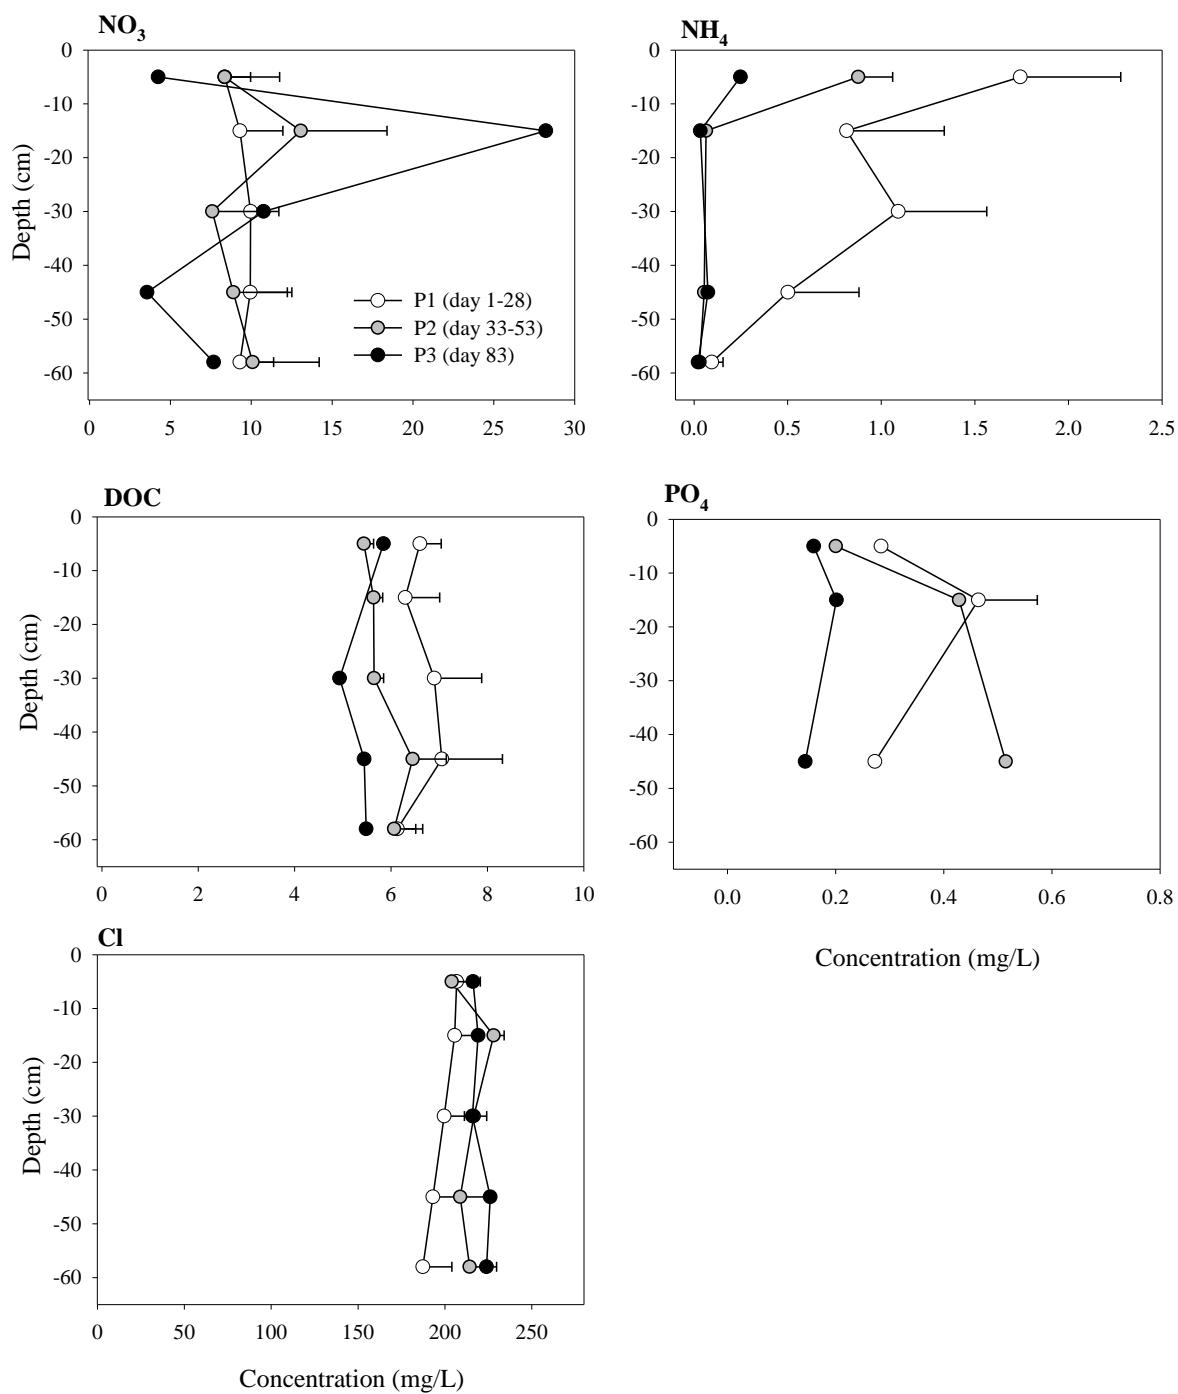 NO3
0
-10
-20
-30
-40
-50
-60
Depth (cm)
0 5 10 15 20 25 30
P1 (day 1-28)
P2 (day 33-53)
P3 (day 83)
NH4
0
-10
-20
-30
-40
-50
-60
0.0 0.5 1.0 1.5 2.0 2.5
DOC
0
-10
-20
-30
-40
-50
-60
Depth (cm)
0 2 4 6 8 10
PO4
0
-10
-20
-30
-40
-50
-60
0.0 0.2 0.4 0.6 0.8
Concentration (mg/L)
Cl
0
-10
-20
-30
-40
-50
-60
Depth (cm)
0 50 100 150 200 250
Concentration (mg/L)